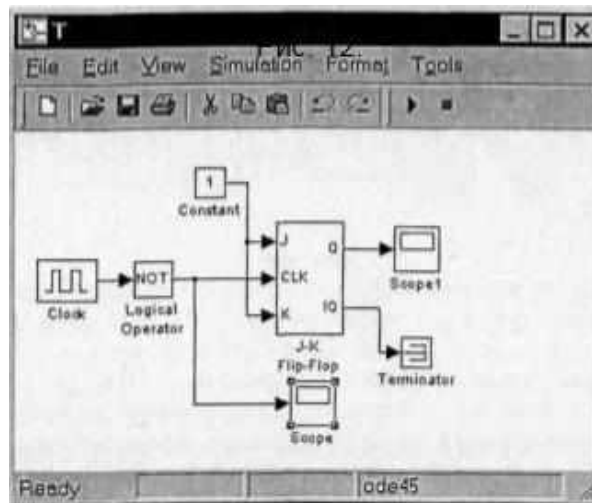 T
Рис. 12.
File Edit View Simulation Format Tools
1
Constant
J
Q
CLK
K
!Q
Scope1
Clock
NOT
Logical
Operator
J-K
Flip-Flop
Terminator
Scope
Ready
ode45